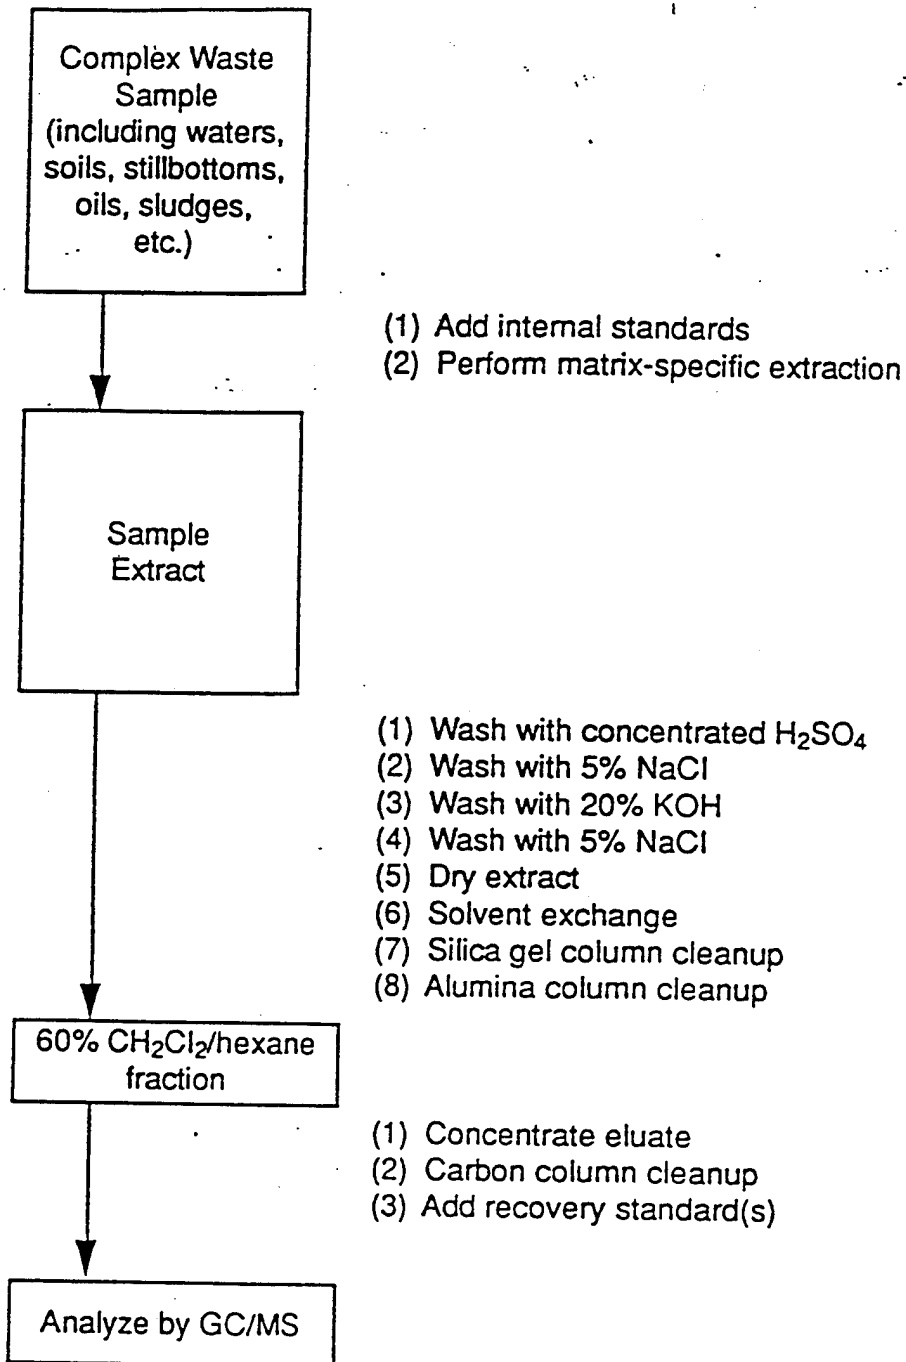 Complex Waste
Sample
(including waters,
soils, stillbottoms,
oils, sludges,
etc.)
(1) Add internal standards
(2) Perform matrix-specific extraction
Sample
Extract
(1) Wash with concentrated H₂SO₄
(2) Wash with 5% NaCl
(3) Wash with 20% KOH
(4) Wash with 5% NaCl
(5) Dry extract
(6) Solvent exchange
(7) Silica gel column cleanup
(8) Alumina column cleanup
60% CH₂Cl₂/hexane
fraction
(1) Concentrate eluate
(2) Carbon column cleanup
(3) Add recovery standard(s)
Analyze by GC/MS